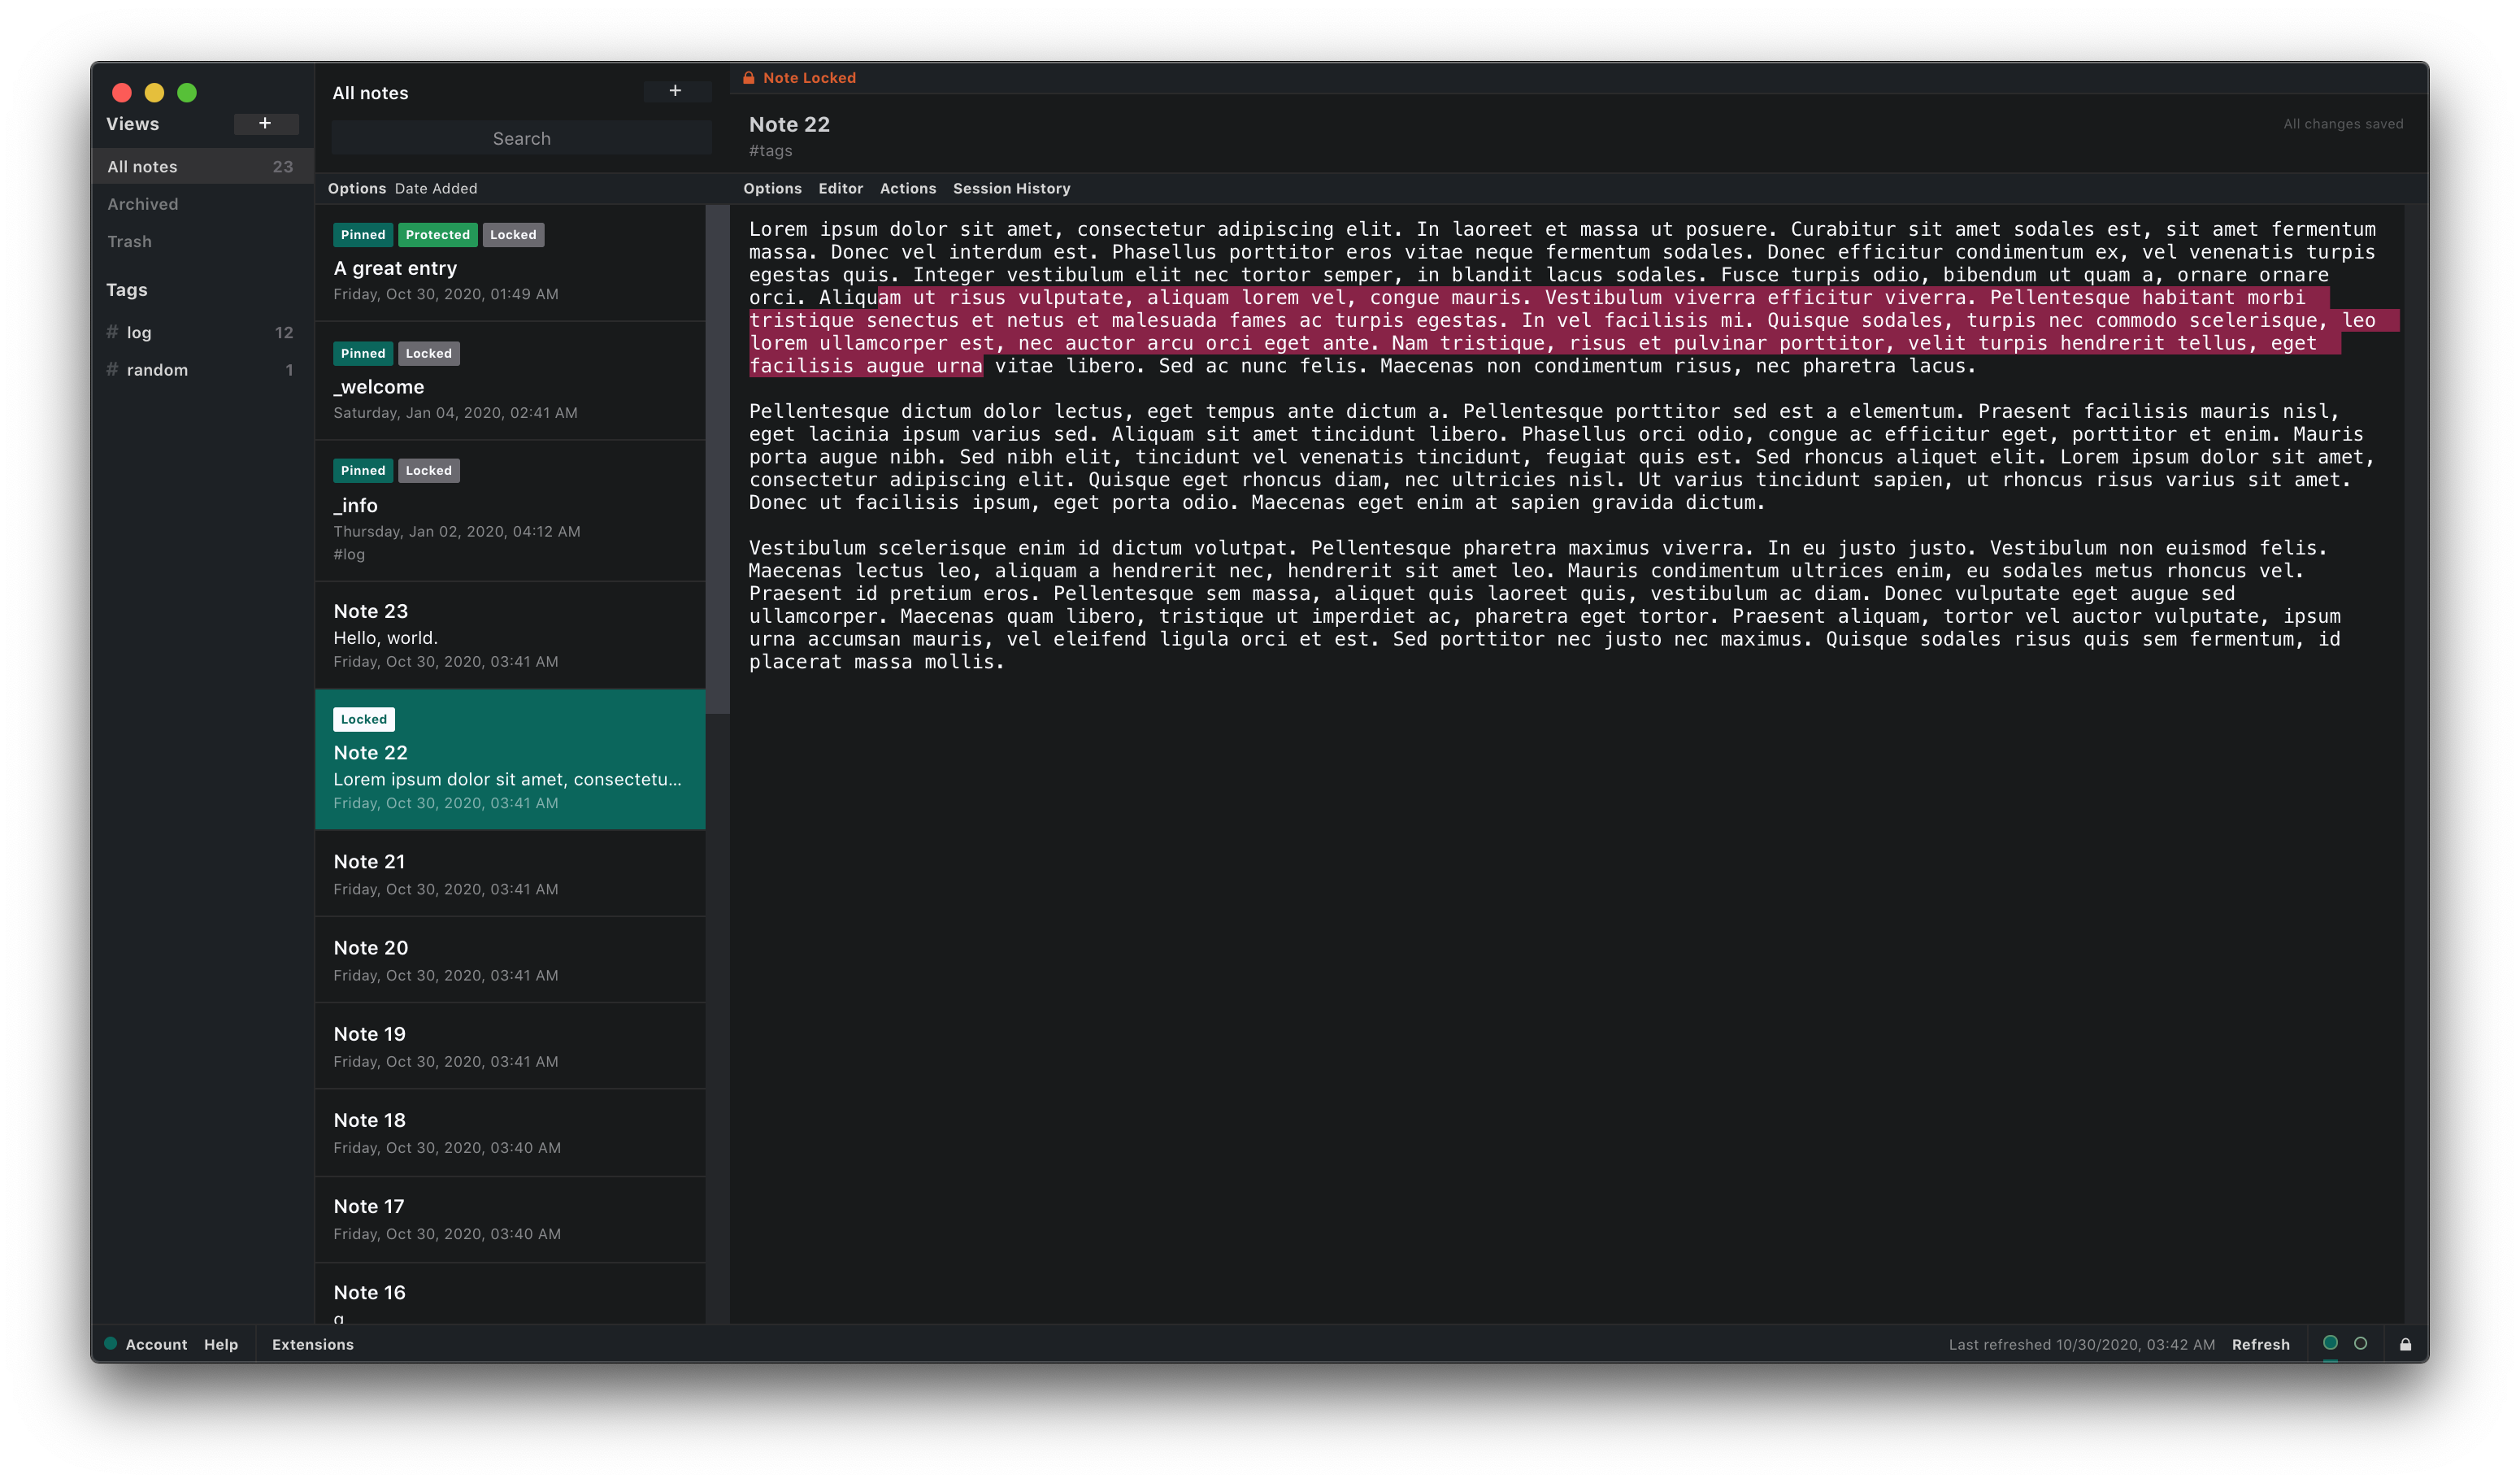 Views +
All notes 23
Archived
Trash
Tags
# log 12
# random 1
All notes +
Search
Options Date Added
Pinned Protected Locked
A great entry
Friday, Oct 30, 2020, 01:49 AM
Pinned Locked
_welcome
Saturday, Jan 04, 2020, 02:41 AM
Pinned Locked
_info
Thursday, Jan 02, 2020, 04:12 AM
#log
Note 23
Hello, world.
Friday, Oct 30, 2020, 03:41 AM
Locked
Note 22
Lorem ipsum dolor sit amet, consectetu...
Friday, Oct 30, 2020, 03:41 AM
Note 21
Friday, Oct 30, 2020, 03:41 AM
Note 20
Friday, Oct 30, 2020, 03:41 AM
Note 19
Friday, Oct 30, 2020, 03:41 AM
Note 18
Friday, Oct 30, 2020, 03:40 AM
Note 17
Friday, Oct 30, 2020, 03:40 AM
Note 16
Note Locked
Note 22
All changes saved
#tags
Options Editor Actions Session History
Lorem ipsum dolor sit amet, consectetur adipiscing elit. In laoreet et massa ut posuere. Curabitur sit amet sodales est, sit amet fermentum
massa. Donec vel interdum est. Phasellus porttitor eros vitae neque fermentum sodales. Donec efficitur condimentum ex, vel venenatis turpis
egestas quis. Integer vestibulum elit nec tortor semper, in blandit lacus sodales. Fusce turpis odio, bibendum ut quam a, ornare ornare
orci. Aliquam ut risus vulputate, aliquam lorem vel, congue mauris. Vestibulum viverra efficitur viverra. Pellentesque habitant morbi
tristique senectus et netus et malesuada fames ac turpis egestas. In vel facilisis mi. Quisque sodales, turpis nec commodo scelerisque, leo
lorem ullamcorper est, nec auctor arcu orci eget ante. Nam tristique, risus et pulvinar porttitor, velit turpis hendrerit tellus, eget
facilisis augue urna vitae libero. Sed ac nunc felis. Maecenas non condimentum risus, nec pharetra lacus.
Pellentesque dictum dolor lectus, eget tempus ante dictum a. Pellentesque porttitor sed est a elementum. Praesent facilisis mauris nisl,
eget lacinia ipsum varius sed. Aliquam sit amet tincidunt libero. Phasellus orci odio, congue ac efficitur eget, porttitor et enim. Mauris
porta augue nibh. Sed nibh elit, tincidunt vel venenatis tincidunt, feugiat quis est. Sed rhoncus aliquet elit. Lorem ipsum dolor sit amet,
consectetur adipiscing elit. Quisque eget rhoncus diam, nec ultricies nisl. Ut varius tincidunt sapien, ut rhoncus risus varius sit amet.
Donec ut facilisis ipsum, eget porta odio. Maecenas eget enim at sapien gravida dictum.
Vestibulum scelerisque enim id dictum volutpat. Pellentesque pharetra maximus viverra. In eu justo justo. Vestibulum non euismod felis.
Maecenas lectus leo, aliquam a hendrerit nec, hendrerit sit amet leo. Mauris condimentum ultrices enim, eu sodales metus rhoncus vel.
Praesent id pretium eros. Pellentesque sem massa, aliquet quis laoreet quis, vestibulum ac diam. Donec vulputate eget augue sed
ullamcorper. Maecenas quam libero, tristique ut imperdiet ac, pharetra eget tortor. Praesent aliquam, tortor vel auctor vulputate, ipsum
urna accumsan mauris, vel eleifend ligula orci et est. Sed porttitor nec justo nec maximus. Quisque sodales risus quis sem fermentum, id
placerat massa mollis.
Account Help Extensions
Last refreshed 10/30/2020, 03:42 AM Refresh